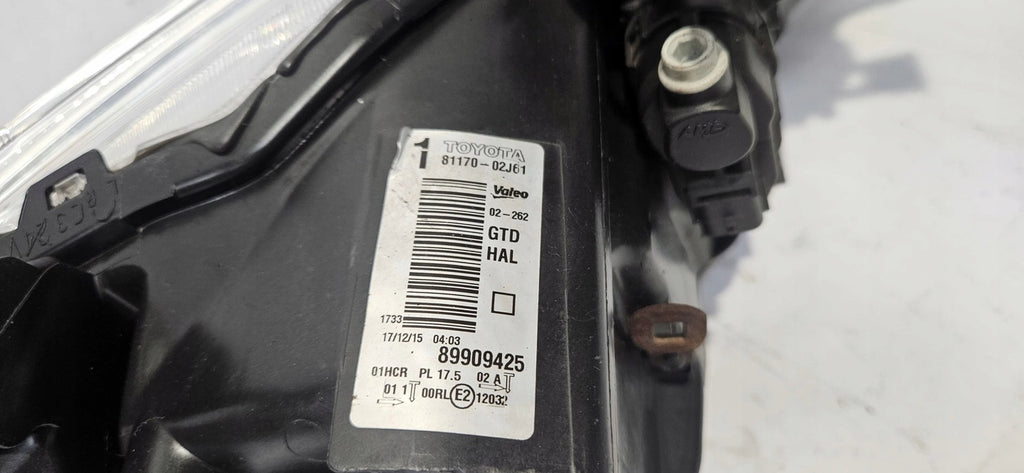 1 TOYOTA
81170-02J61
Valeo
02-262
GTD
HAL
1733
17/12/15 04:03
89909425
01HCR PL 17.5 02 A
01 1 00RL E2 12032